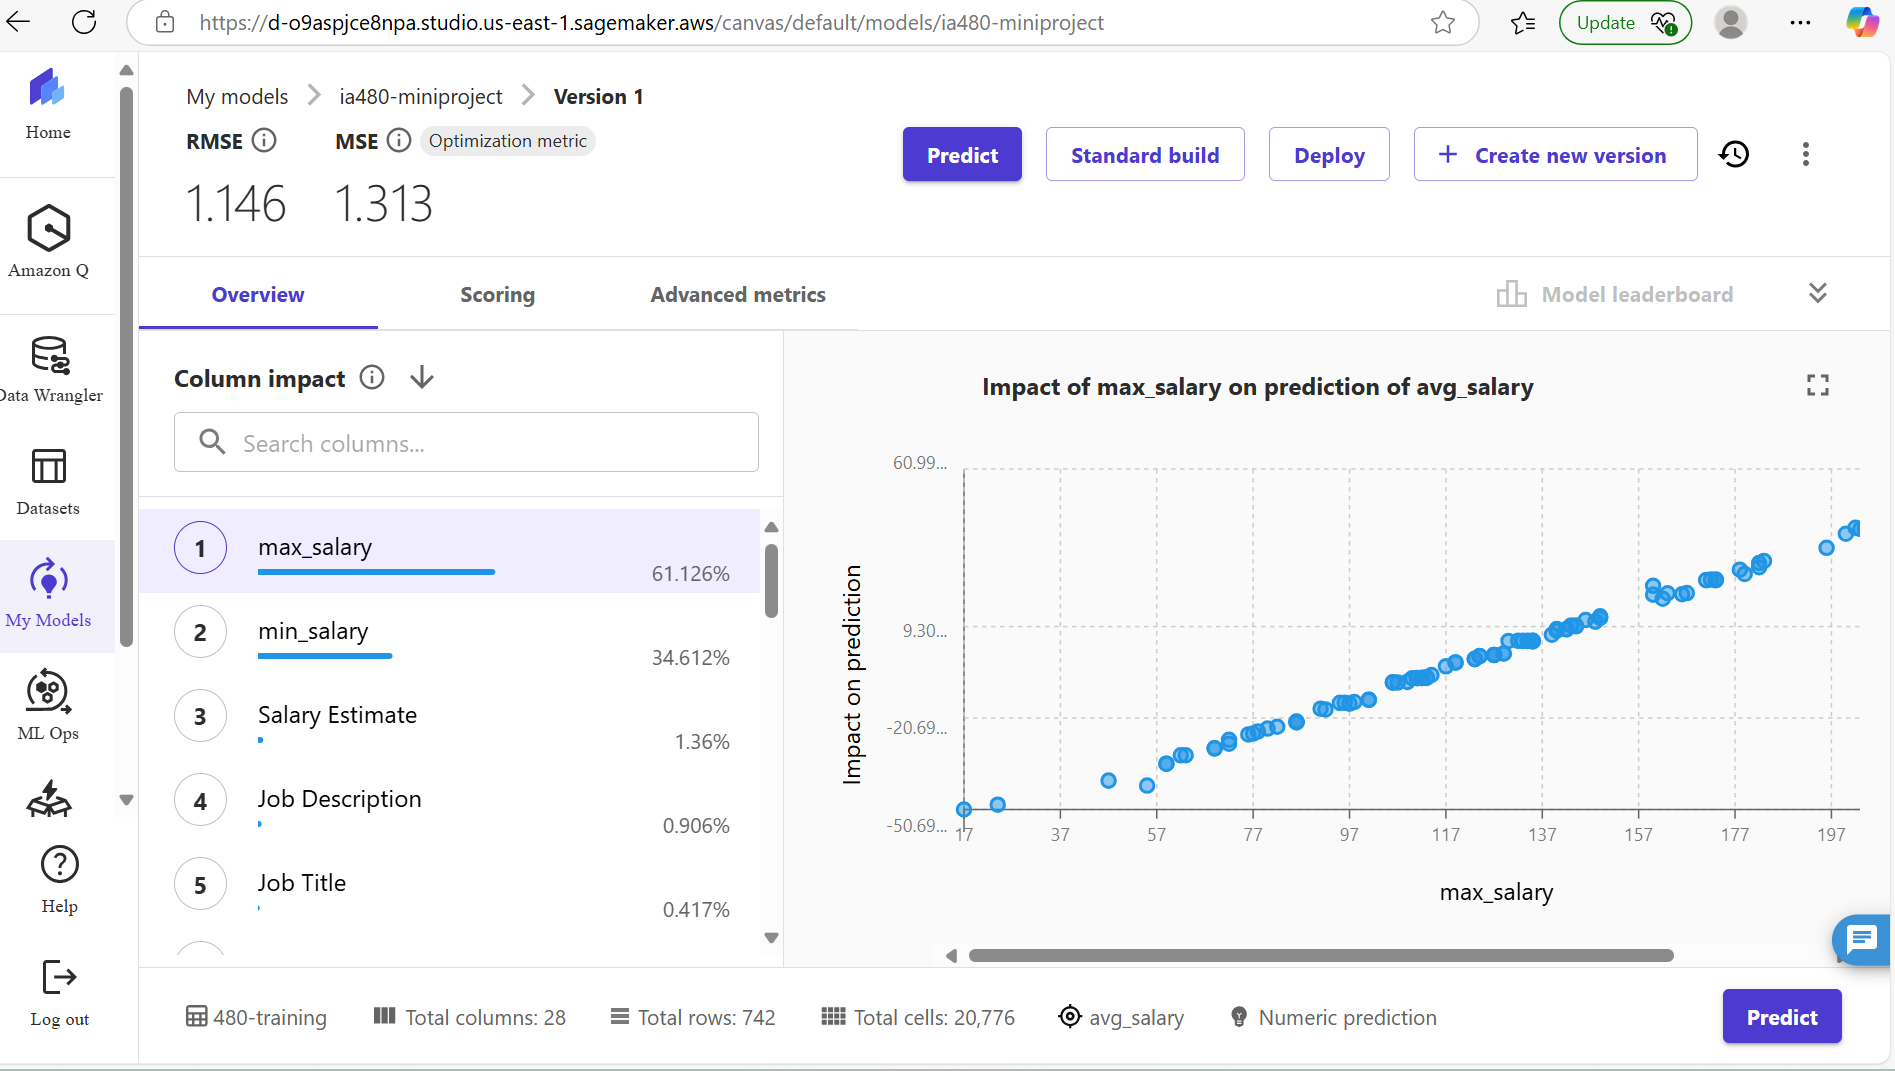 https://d-o9aspjce8npa.studio.us-east-1.sagemaker.aws/canvas/default/models/ia480-miniproject
Update
Home
Amazon Q
Data Wrangler
Datasets
My Models
ML Ops
Help
Log out
My models > ia480-miniproject > Version 1
RMSE MSE Optimization metric
1.146 1.313
Predict Standard build Deploy + Create new version
Overview Scoring Advanced metrics Model leaderboard
Column impact
Search columns...
1 max_salary 61.126%
2 min_salary 34.612%
3 Salary Estimate 1.36%
4 Job Description 0.906%
5 Job Title 0.417%
Impact of max_salary on prediction of avg_salary
60.99...
9.30...
-20.69...
-50.69...
Impact on prediction
17 37 57 77 97 117 137 157 177 197
max_salary
480-training Total columns: 28 Total rows: 742 Total cells: 20,776 avg_salary Numeric prediction Predict